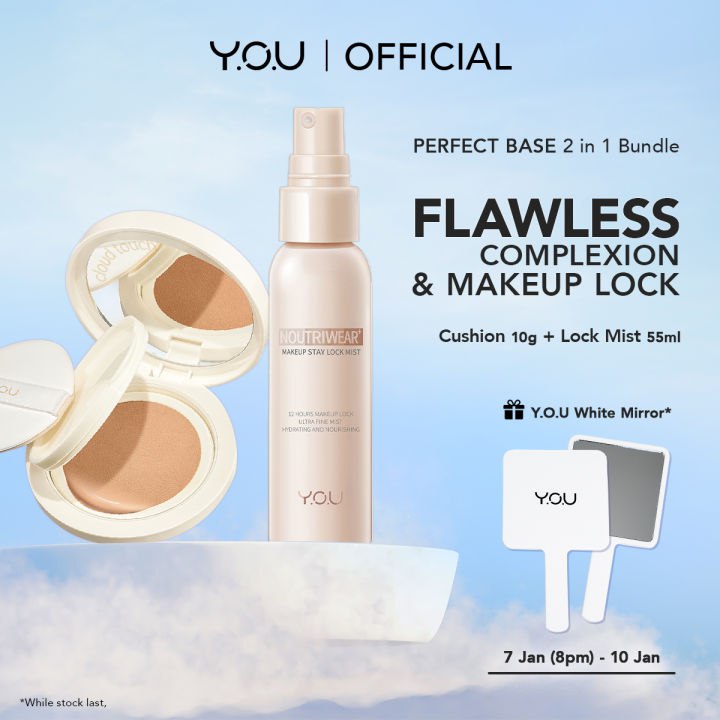 Y.O.U | OFFICIAL
PERFECT BASE 2 in 1 Bundle
FLAWLESS
COMPLEXION
& MAKEUP LOCK
Cushion 10g + Lock Mist 55ml
Y.O.U White Mirror*
Y.O.U
7 Jan (8pm) - 10 Jan
cloud touch
Y.O.U
NOUTRIWEAR+
MAKEUP STAY LOCK MIST
12 HOURS MAKEUP LOCK
ULTRA FINE MIST
HYDRATING AND NOURISHING
Y.O.U
*While stock last,